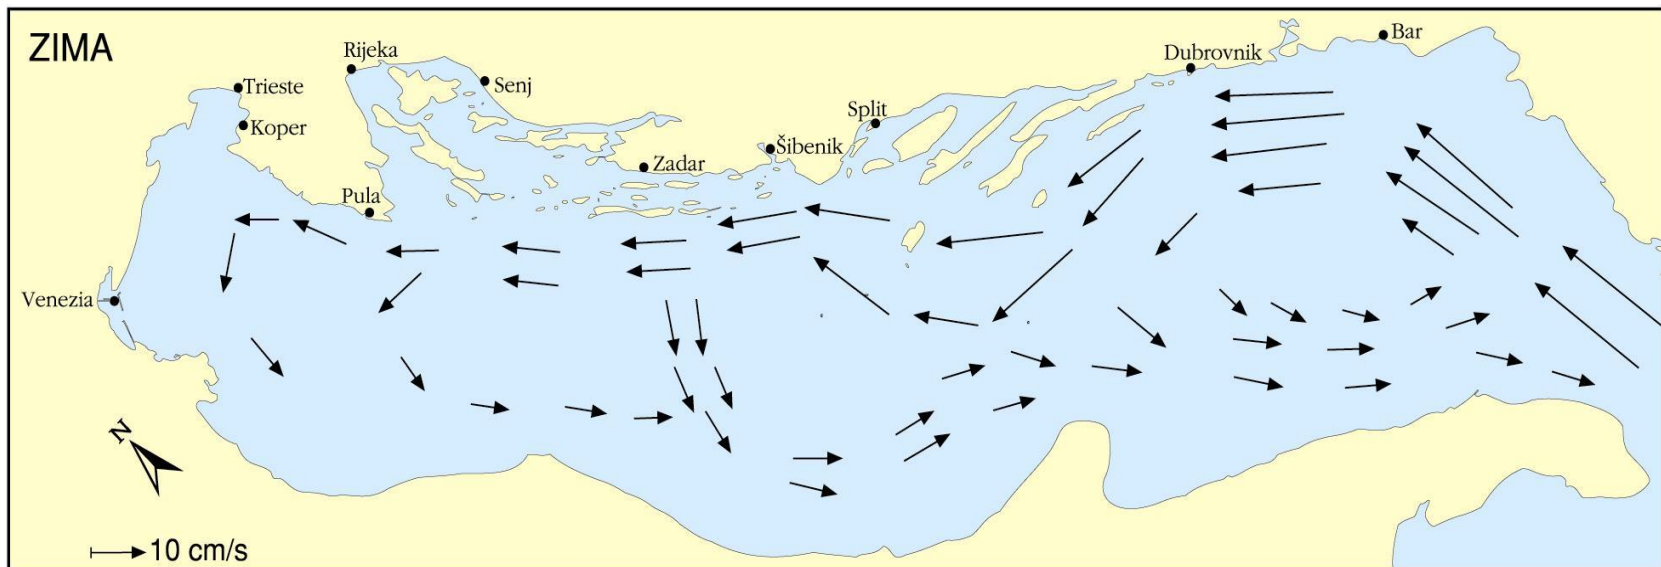 ZIMA
Rijeka
Trieste
Senj
Koper
Pula
Zadar
Šibenik
Split
Dubrovnik
Bar
Venezia
N
10 cm/s